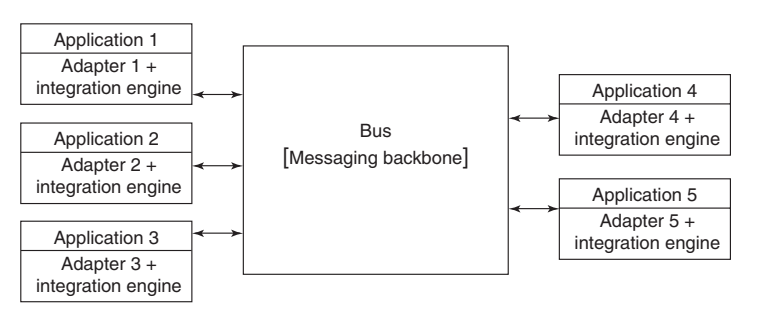 Application 1
Adapter 1 +
integration engine
Application 2
Adapter 2 +
integration engine
Application 3
Adapter 3 +
integration engine
Bus
[Messaging backbone]
Application 4
Adapter 4 +
integration engine
Application 5
Adapter 5 +
integration engine